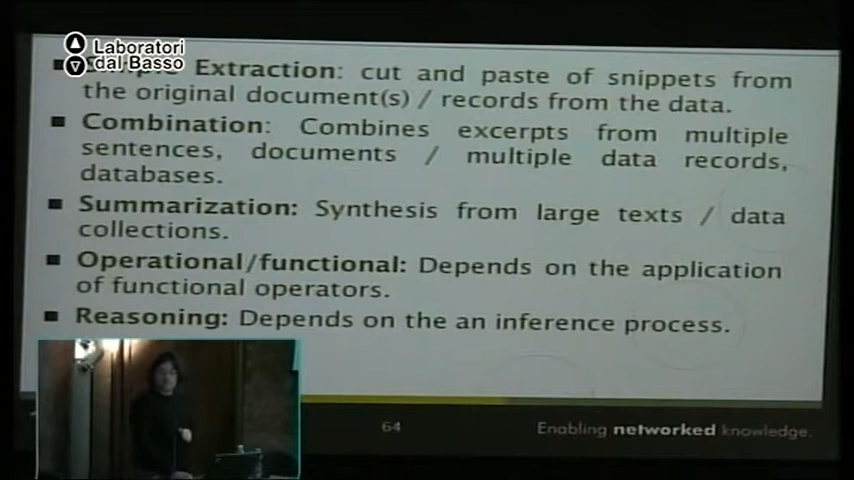 Laboratori
dal Basso
Extraction: cut and paste of snippets from
the original document(s) / records from the data.
Combination: Combines excerpts from multiple
sentences, documents / multiple data records,
databases.
Summarization: Synthesis from large texts / data
collections.
Operational/functional: Depends on the application
of functional operators.
Reasoning: Depends on the an inference process.
64
Enabling networked knowledge.